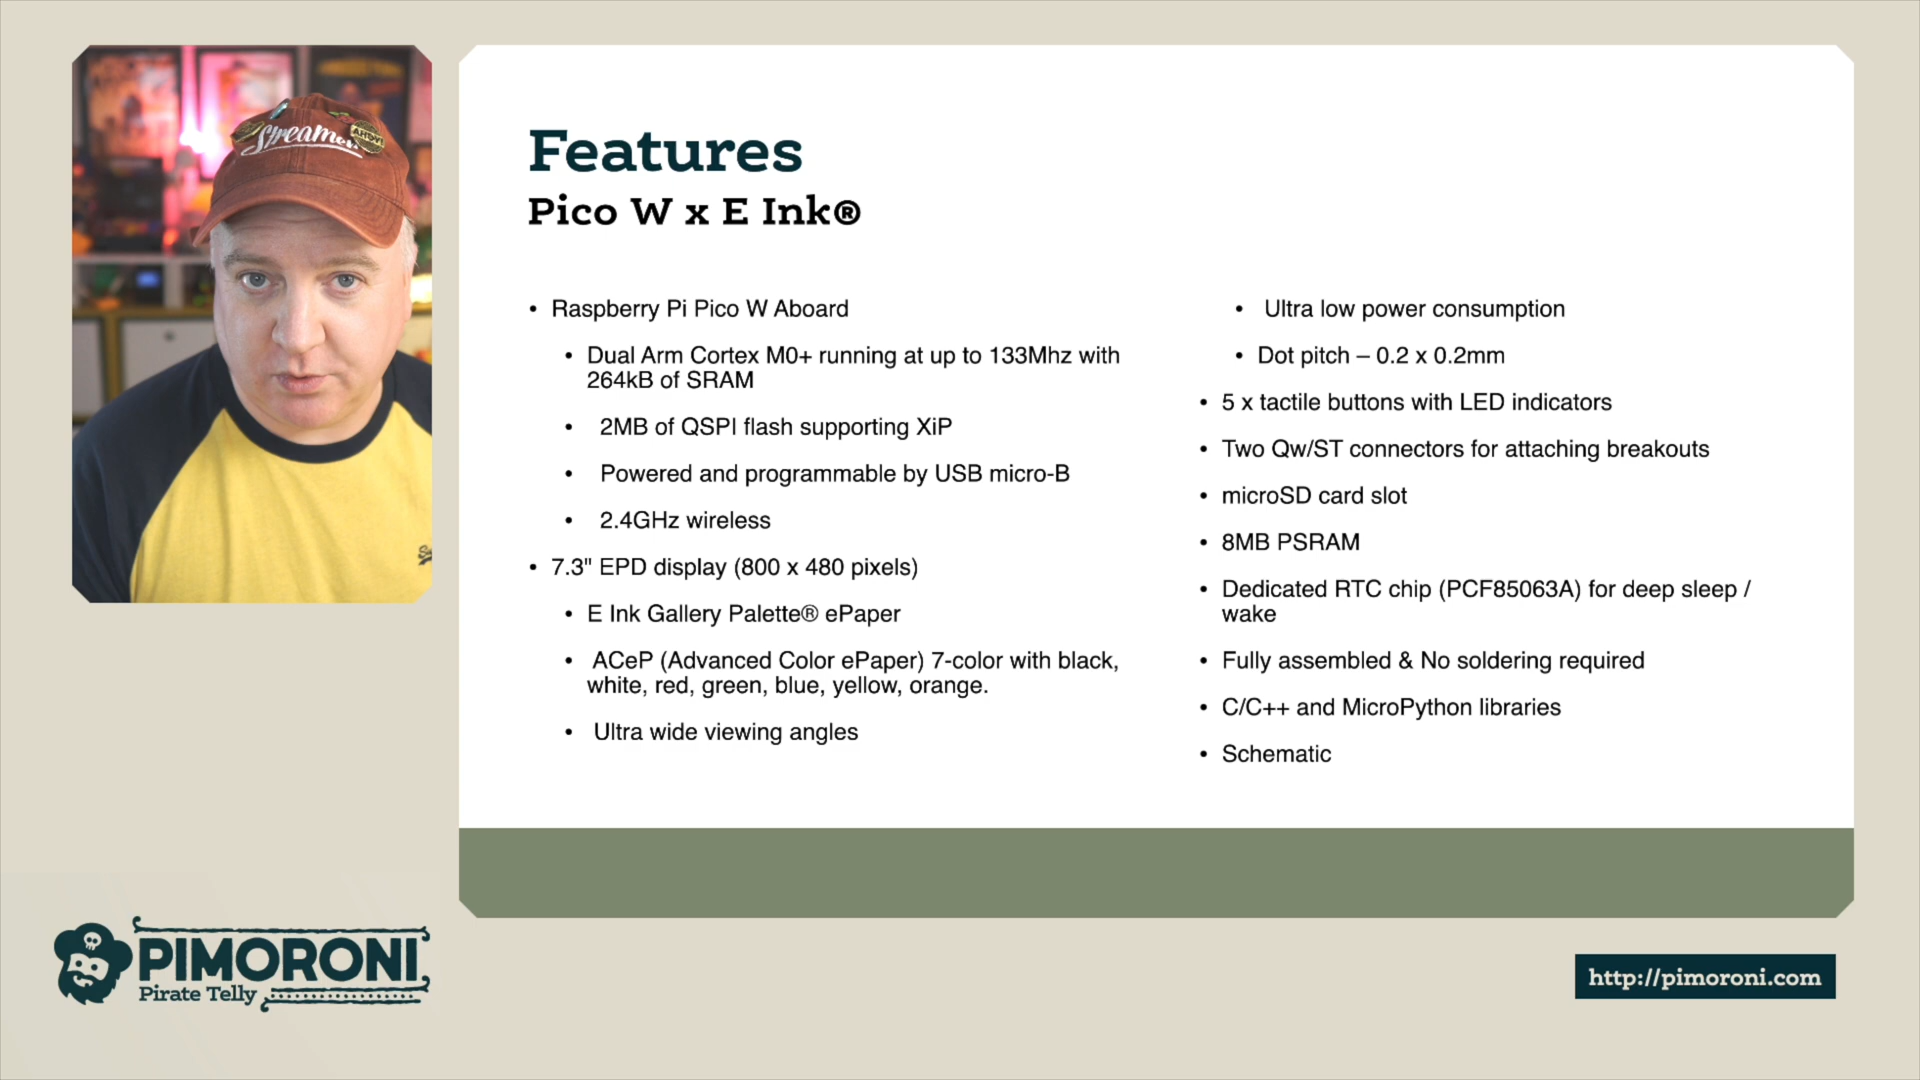 Streamer
AHOY!
Features
Pico W x E Ink®
• Raspberry Pi Pico W Aboard
• Dual Arm Cortex M0+ running at up to 133Mhz with
264kB of SRAM
• 2MB of QSPI flash supporting XiP
• Powered and programmable by USB micro-B
• 2.4GHz wireless
• 7.3" EPD display (800 x 480 pixels)
• E Ink Gallery Palette® ePaper
• ACeP (Advanced Color ePaper) 7-color with black,
white, red, green, blue, yellow, orange.
• Ultra wide viewing angles
• Ultra low power consumption
• Dot pitch – 0.2 x 0.2mm
• 5 x tactile buttons with LED indicators
• Two Qw/ST connectors for attaching breakouts
• microSD card slot
• 8MB PSRAM
• Dedicated RTC chip (PCF85063A) for deep sleep /
wake
• Fully assembled & No soldering required
• C/C++ and MicroPython libraries
• Schematic
PIMORONI
Pirate Telly
http://pimoroni.com